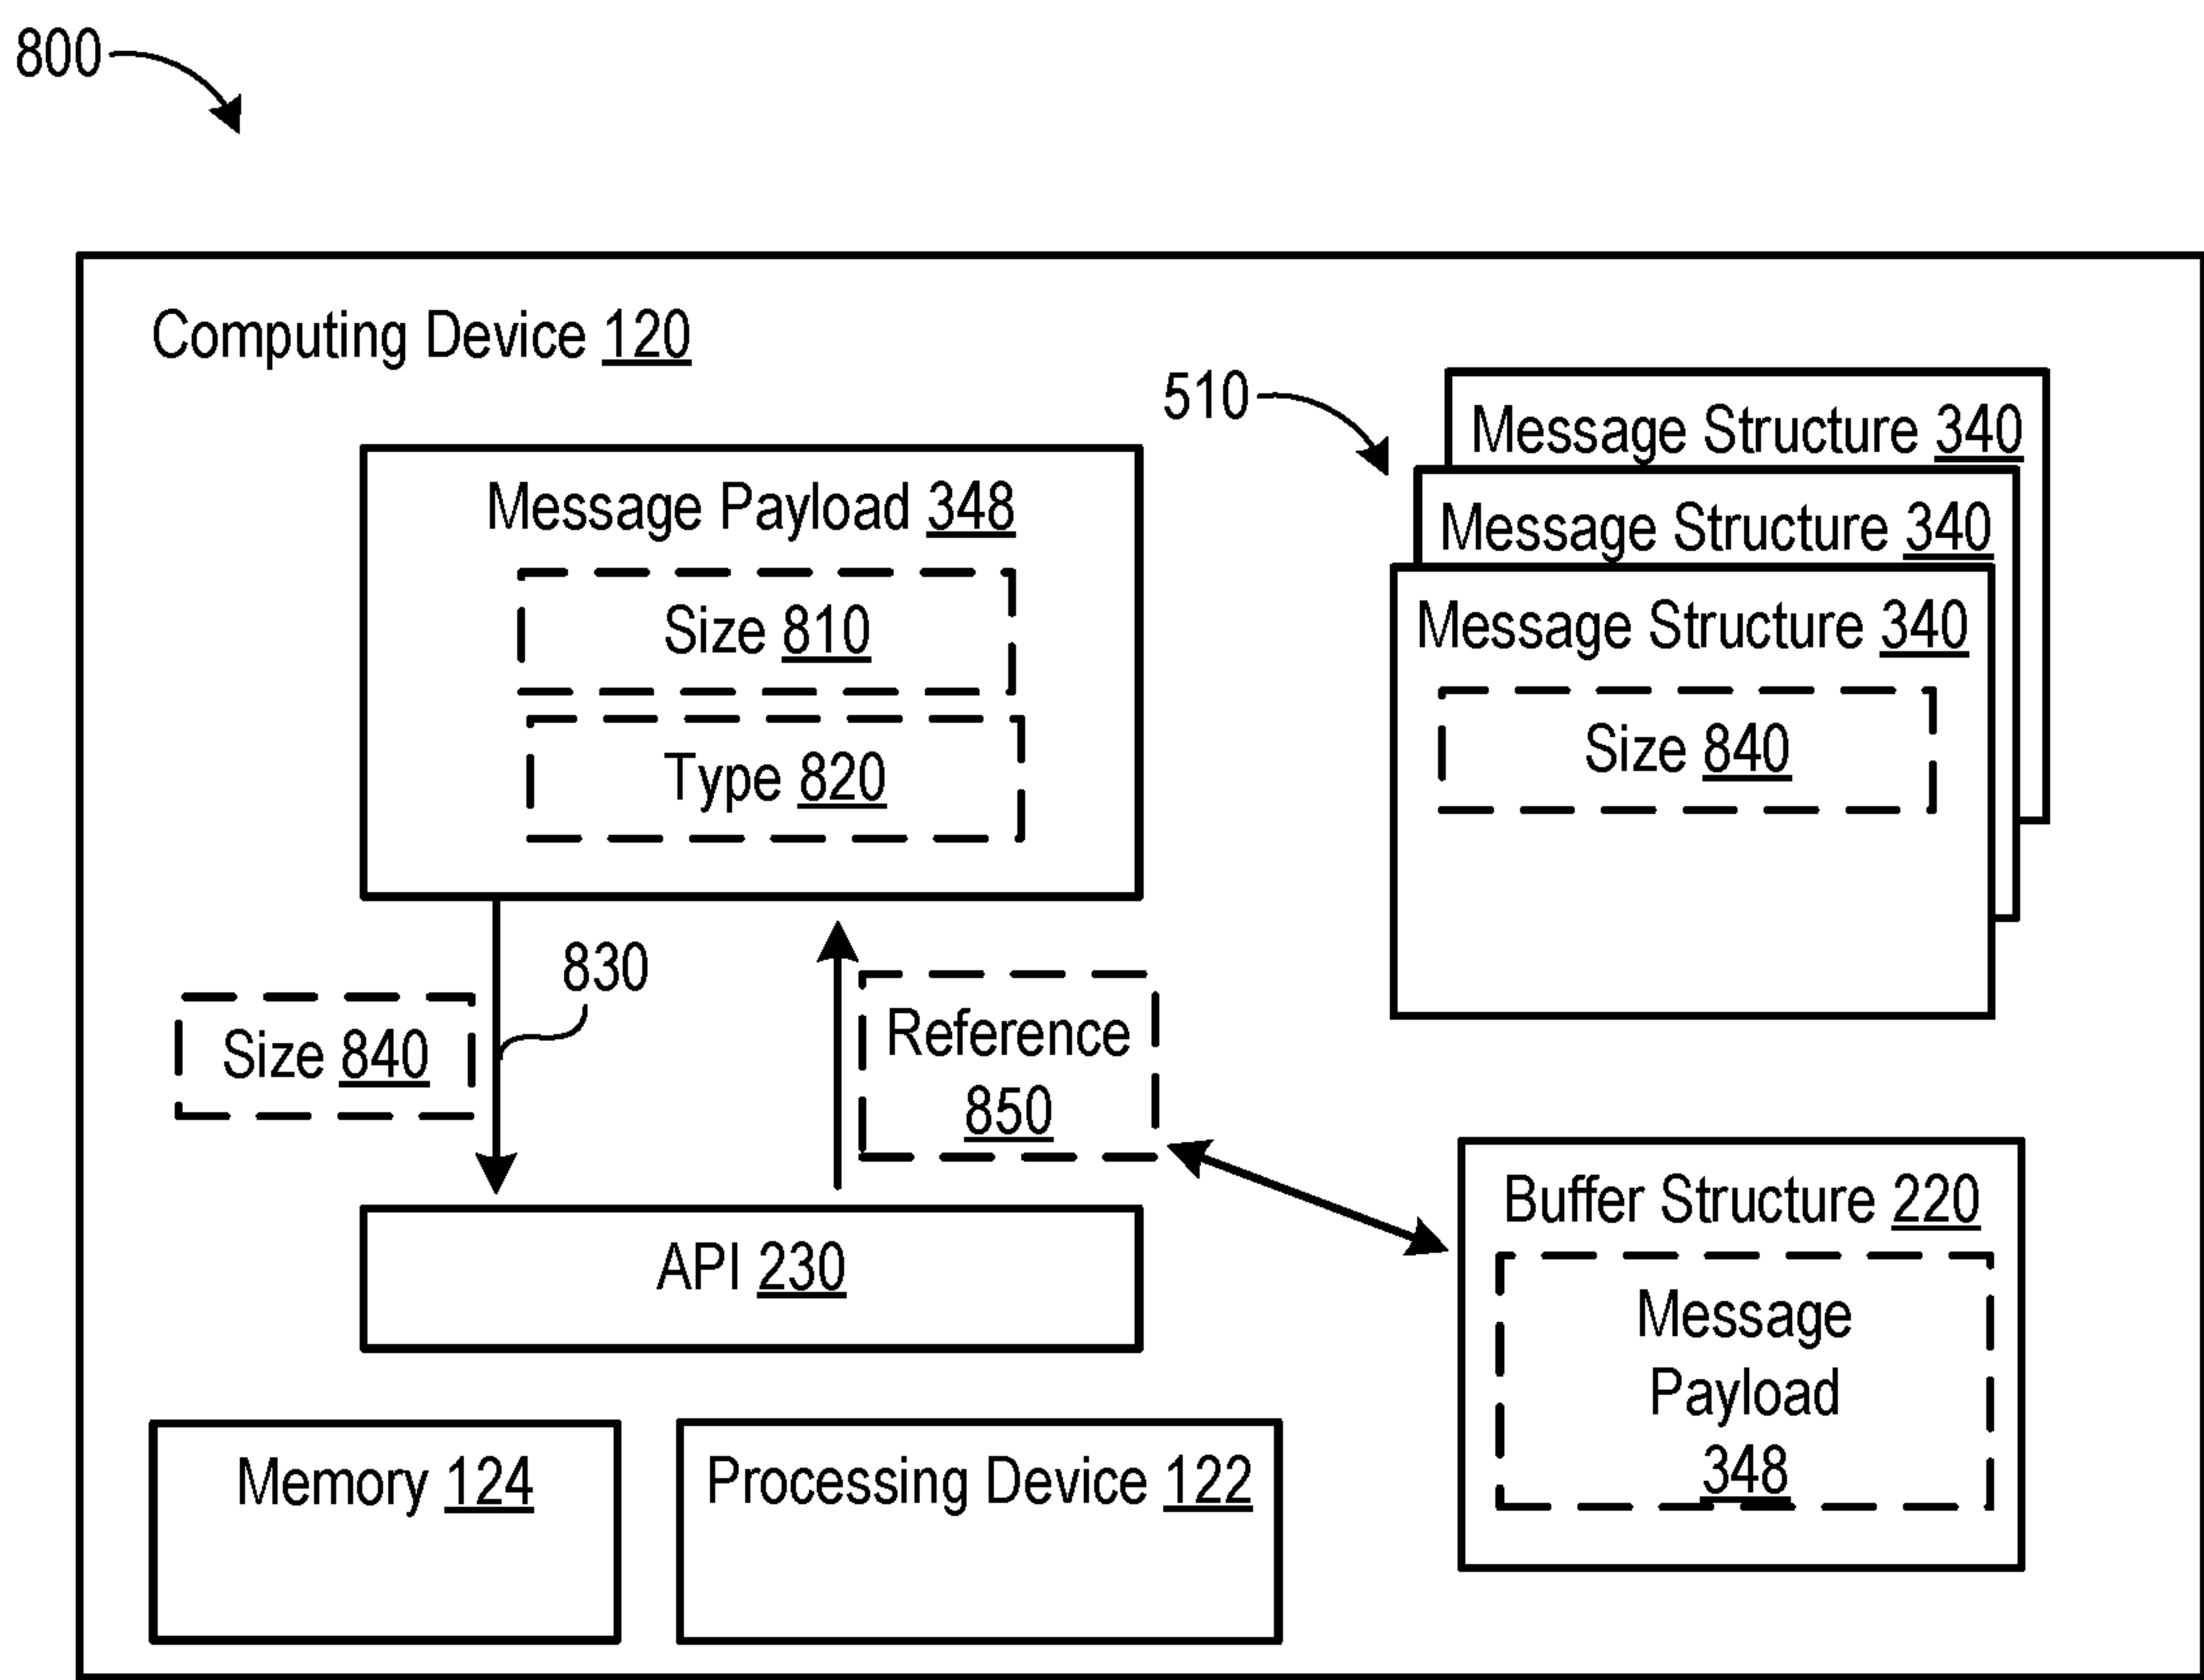 800
Computing Device 120
510
Message Structure 340
Message Structure 340
Message Structure 340
Size 840
Message Payload 348
Size 810
Type 820
830
Size 840
Reference
850
API 230
Buffer Structure 220
Message
Payload
348
Memory 124
Processing Device 122